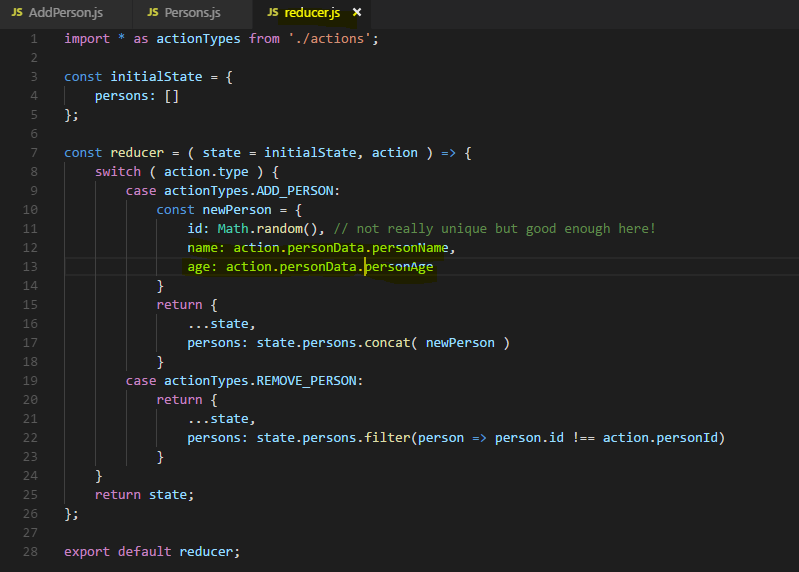 JS AddPerson.js JS Persons.js JS reducer.js ×
1 import * as actionTypes from './actions';
2
3 const initialState = {
4     persons: []
5 };
6
7 const reducer = ( state = initialState, action ) => {
8     switch ( action.type ) {
9         case actionTypes.ADD_PERSON:
10             const newPerson = {
11                 id: Math.random(), // not really unique but good enough here!
12                 name: action.personData.personName,
13                 age: action.personData.personAge
14             }
15             return {
16                 ...state,
17                 persons: state.persons.concat( newPerson )
18             }
19         case actionTypes.REMOVE_PERSON:
20             return {
21                 ...state,
22                 persons: state.persons.filter(person => person.id !== action.personId)
23             }
24     }
25     return state;
26 };
27
28 export default reducer;